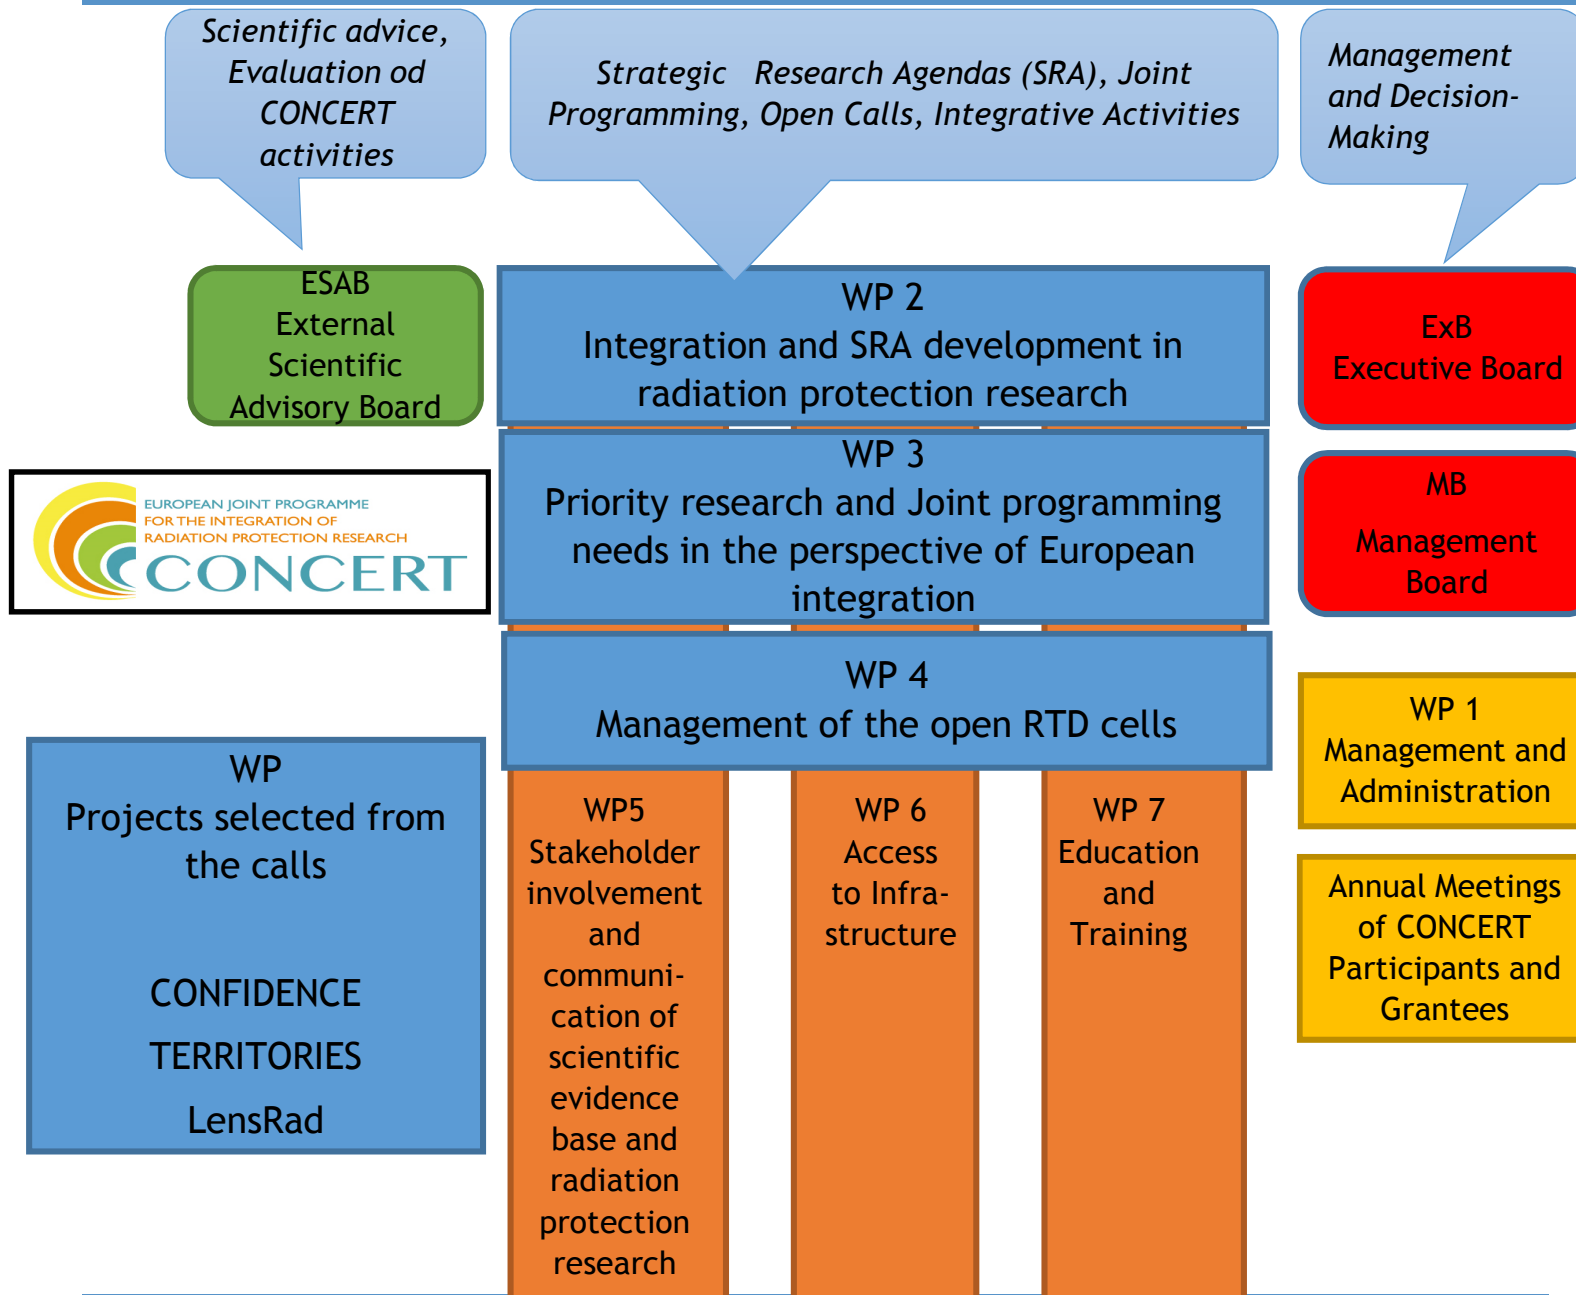 Scientific advice,
Evaluation od
CONCERT
activities
Strategic Research Agendas (SRA), Joint
Programming, Open Calls, Integrative Activities
Management
and Decision-
Making
ESAB
External
Scientific
Advisory Board
WP 2
Integration and SRA development in
radiation protection research
ExB
Executive Board
EUROPEAN JOINT PROGRAMME
FOR THE INTEGRATION OF
RADIATION PROTECTION RESEARCH
CONCERT
WP 3
Priority research and Joint programming
needs in the perspective of European
integration
MB
Management
Board
WP 4
Management of the open RTD cells
WP 1
Management and
Administration
WP
Projects selected from
the calls
CONFIDENCE
TERRITORIES
LensRad
WP5
Stakeholder
involvement
and
communi-
cation of
scientific
evidence
base and
radiation
protection
research
WP 6
Access
to Infra-
structure
WP 7
Education
and
Training
Annual Meetings
of CONCERT
Participants and
Grantees